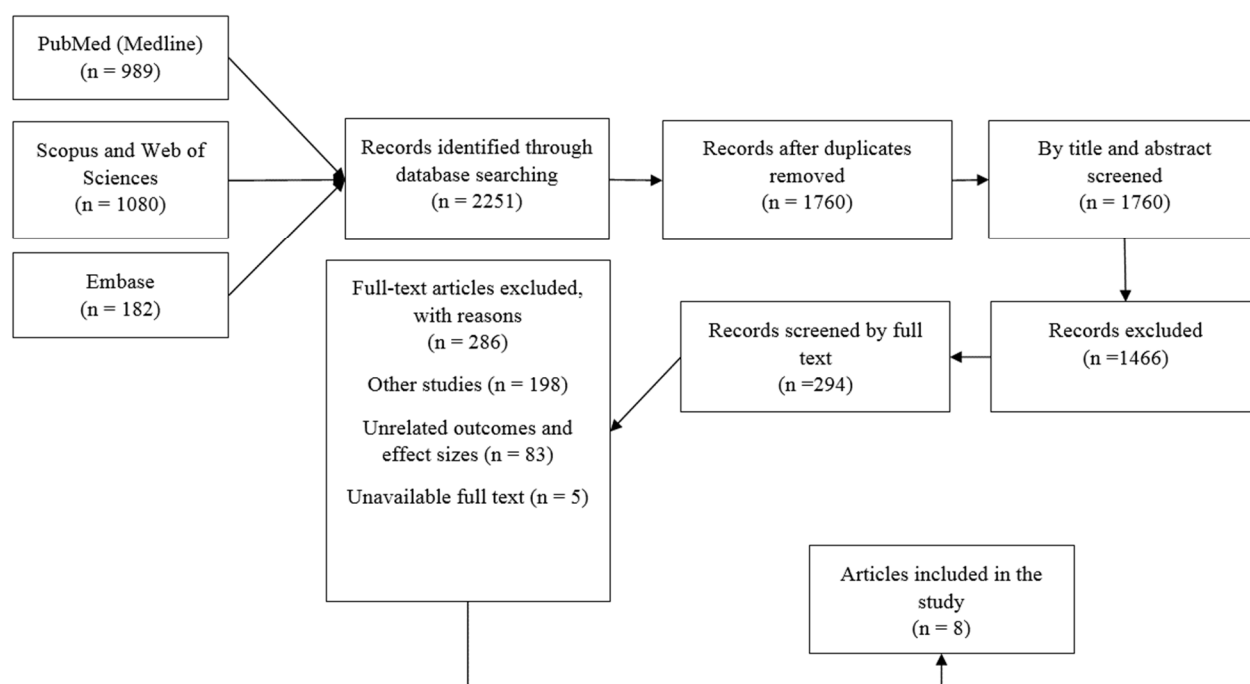 PubMed (Medline)
(n = 989)
Scopus and Web of
Sciences
(n = 1080)
Embase
(n = 182)
Records identified through
database searching
(n = 2251)
Records after duplicates
removed
(n = 1760)
By title and abstract
screened
(n = 1760)
Records excluded
(n =1466)
Records screened by full
text
(n =294)
Full-text articles excluded,
with reasons
(n = 286)
Other studies (n = 198)
Unrelated outcomes and
effect sizes (n = 83)
Unavailable full text (n = 5)
Articles included in the
study
(n = 8)